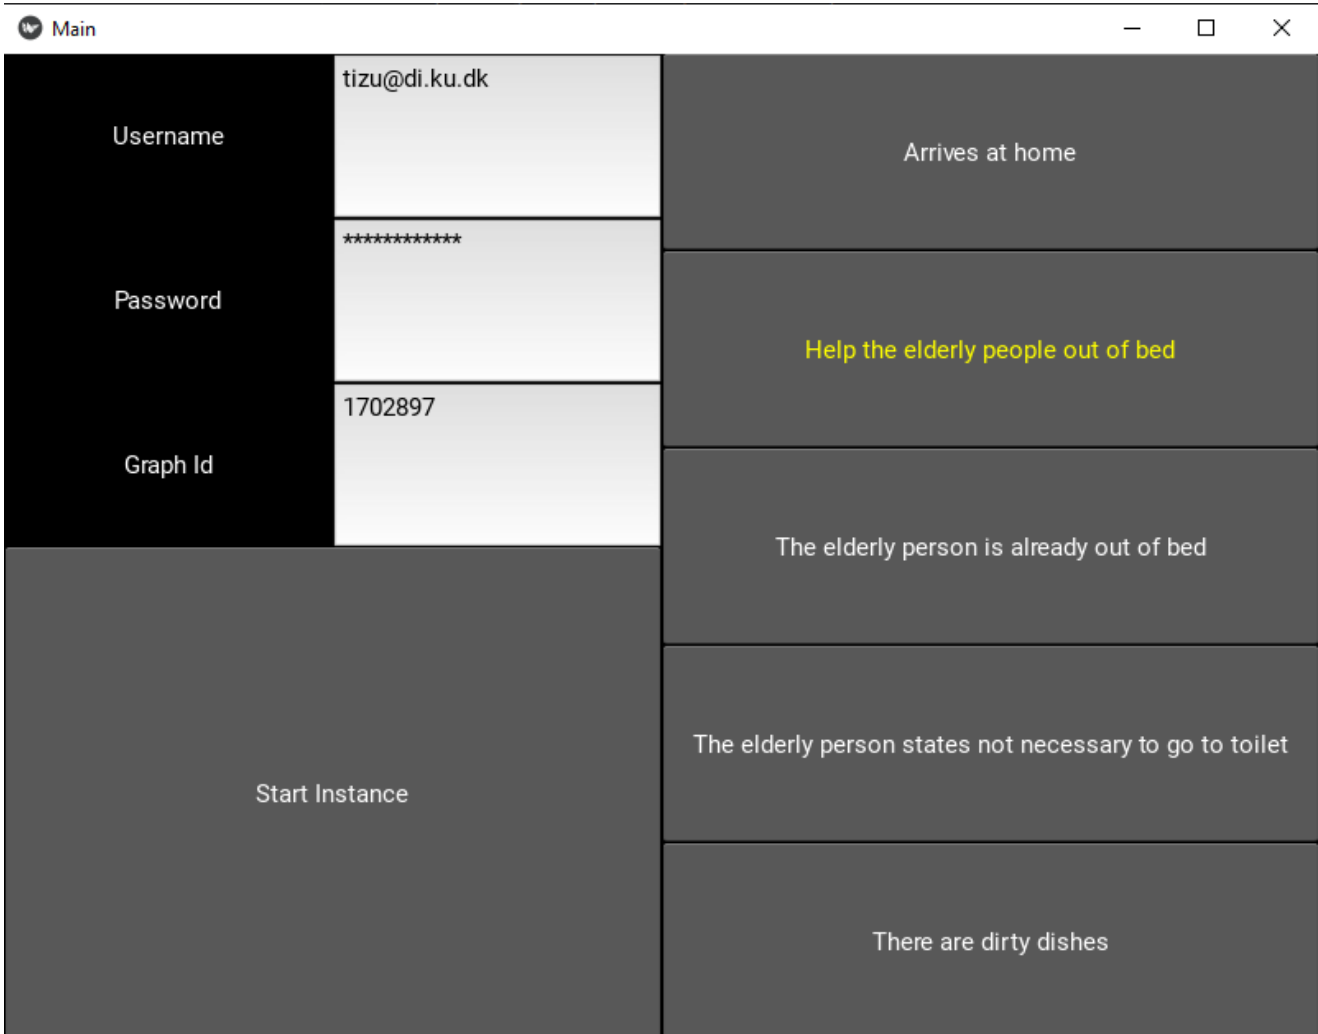 Main
Username
tizu@di.ku.dk
Password
************
Graph Id
1702897
Start Instance
Arrives at home
Help the elderly people out of bed
The elderly person is already out of bed
The elderly person states not necessary to go to toilet
There are dirty dishes